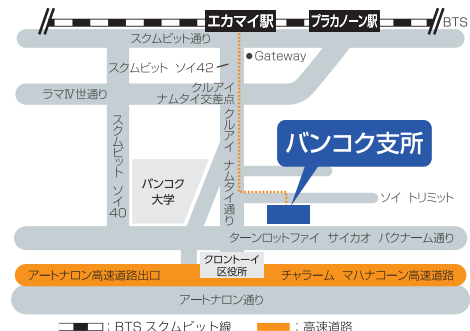 エカマイ駅
プラカノーン駅
BTS
スクムビット通り
Gateway
スクムビット ソイ42
クルアイ
ナムタイ交差点
ラマⅣ世通り
スクムビット ソイ40
クルアイ ナムタイ通り
バンコク支所
バンコク
大学
ソイ トリミット
ターンロットファイ サイカオ パクナーム通り
クロントーイ
区役所
アートナロン高速道路出口
チャラーム マハナコーン高速道路
アートナロン通り
：BTS スクムビット線
：高速道路